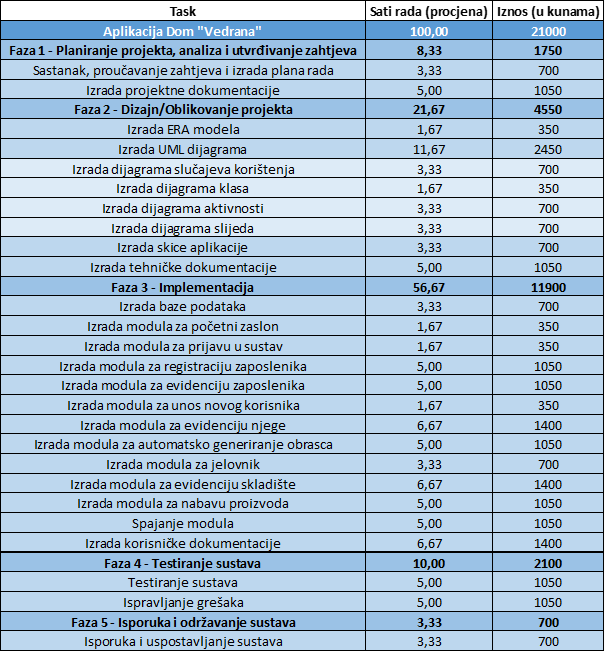 Task Sati rada (procjena) Iznos (u kunama)
Aplikacija Dom "Vedrana" 100,00 21000
Faza 1 - Planiranje projekta, analiza i utvrđivanje zahtjeva 8,33 1750
Sastanak, proučavanje zahtjeva i izrada plana rada 3,33 700
Izrada projektne dokumentacije 5,00 1050
Faza 2 - Dizajn/Oblikovanje projekta 21,67 4550
Izrada ERA modela 1,67 350
Izrada UML dijagrama 11,67 2450
Izrada dijagrama slučajeva korištenja 3,33 700
Izrada dijagrama klasa 1,67 350
Izrada dijagrama aktivnosti 3,33 700
Izrada dijagrama slijeda 3,33 700
Izrada skice aplikacije 3,33 700
Izrada tehničke dokumentacije 5,00 1050
Faza 3 - Implementacija 56,67 11900
Izrada baze podataka 3,33 700
Izrada modula za početni zaslon 1,67 350
Izrada modula za prijavu u sustav 1,67 350
Izrada modula za registraciju zaposlenika 5,00 1050
Izrada modula za evidenciju zaposlenika 5,00 1050
Izrada modula za unos novog korisnika 1,67 350
Izrada modula za evidenciju njege 6,67 1400
Izrada modula za automatsko generiranje obrasca 5,00 1050
Izrada modula za jelovnik 3,33 700
Izrada modula za evidenciju skladište 6,67 1400
Izrada modula za nabavu proizvoda 5,00 1050
Spajanje modula 5,00 1050
Izrada korisničke dokumentacije 6,67 1400
Faza 4 - Testiranje sustava 10,00 2100
Testiranje sustava 5,00 1050
Ispravljanje grešaka 5,00 1050
Faza 5 - Isporuka i održavanje sustava 3,33 700
Isporuka i uspostavljanje sustava 3,33 700